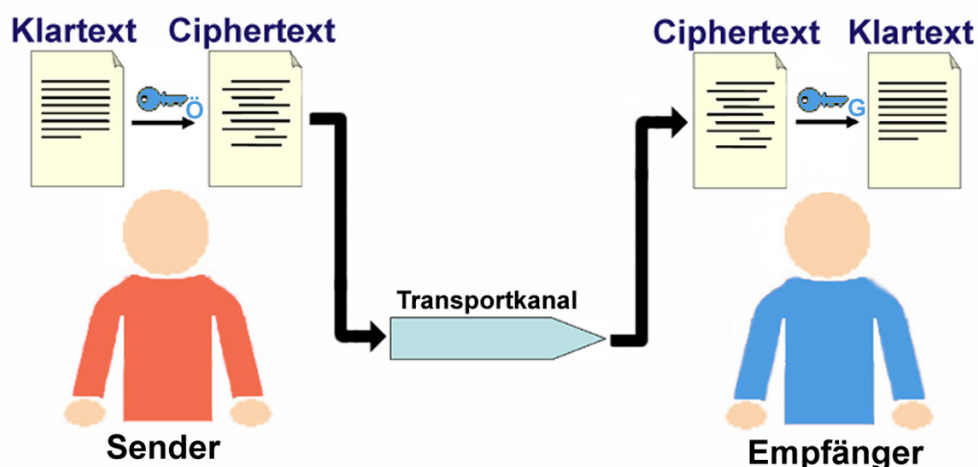 Klartext Ciphertext
Ciphertext Klartext
Ö
G
Transportkanal
Sender
Empfänger